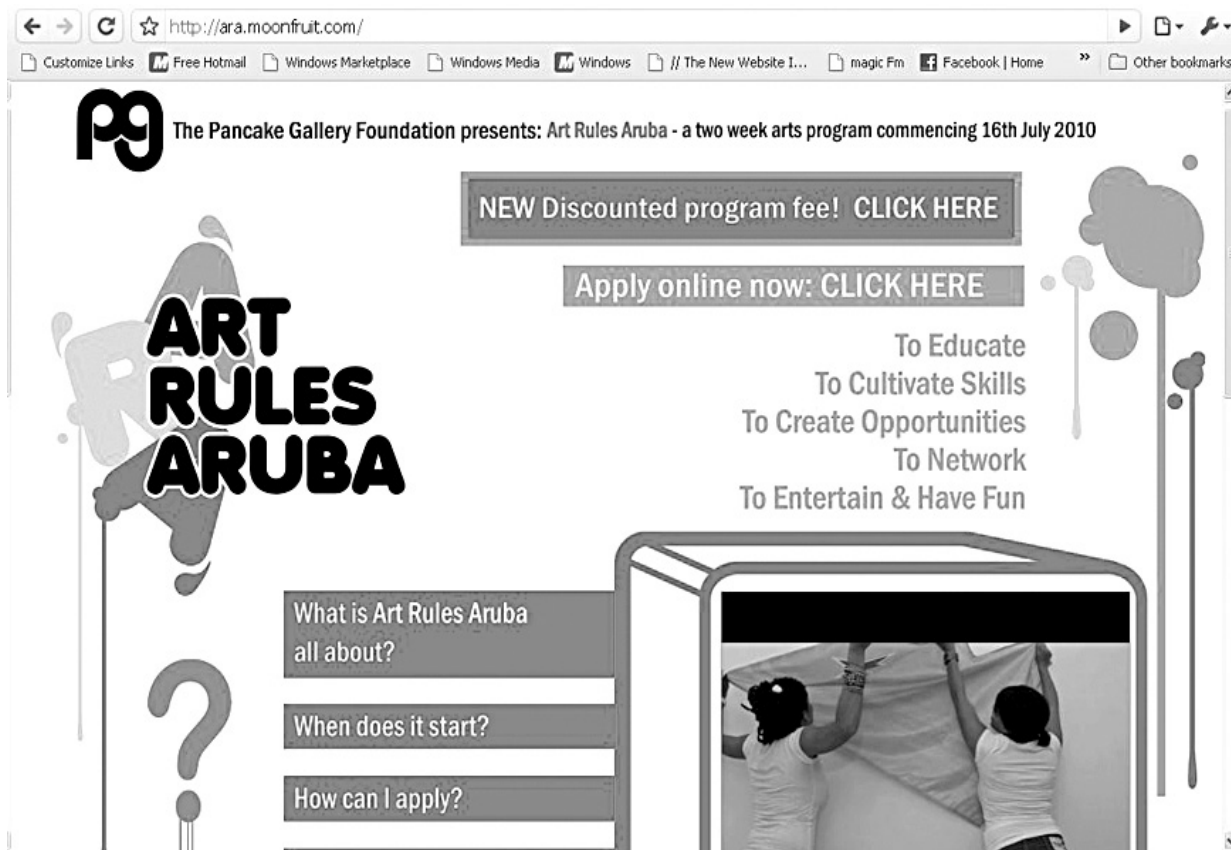 http://ara.moonfruit.com/
Customize Links Free Hotmail Windows Marketplace Windows Media Windows // The New Website I... magic Fm Facebook | Home » Other bookmarks
pg
The Pancake Gallery Foundation presents: Art Rules Aruba - a two week arts program commencing 16th July 2010
NEW Discounted program fee! CLICK HERE
Apply online now: CLICK HERE
To Educate
To Cultivate Skills
To Create Opportunities
To Network
To Entertain & Have Fun
RA
ART
RULES
ARUBA
What is Art Rules Aruba
all about?
When does it start?
How can I apply?
?